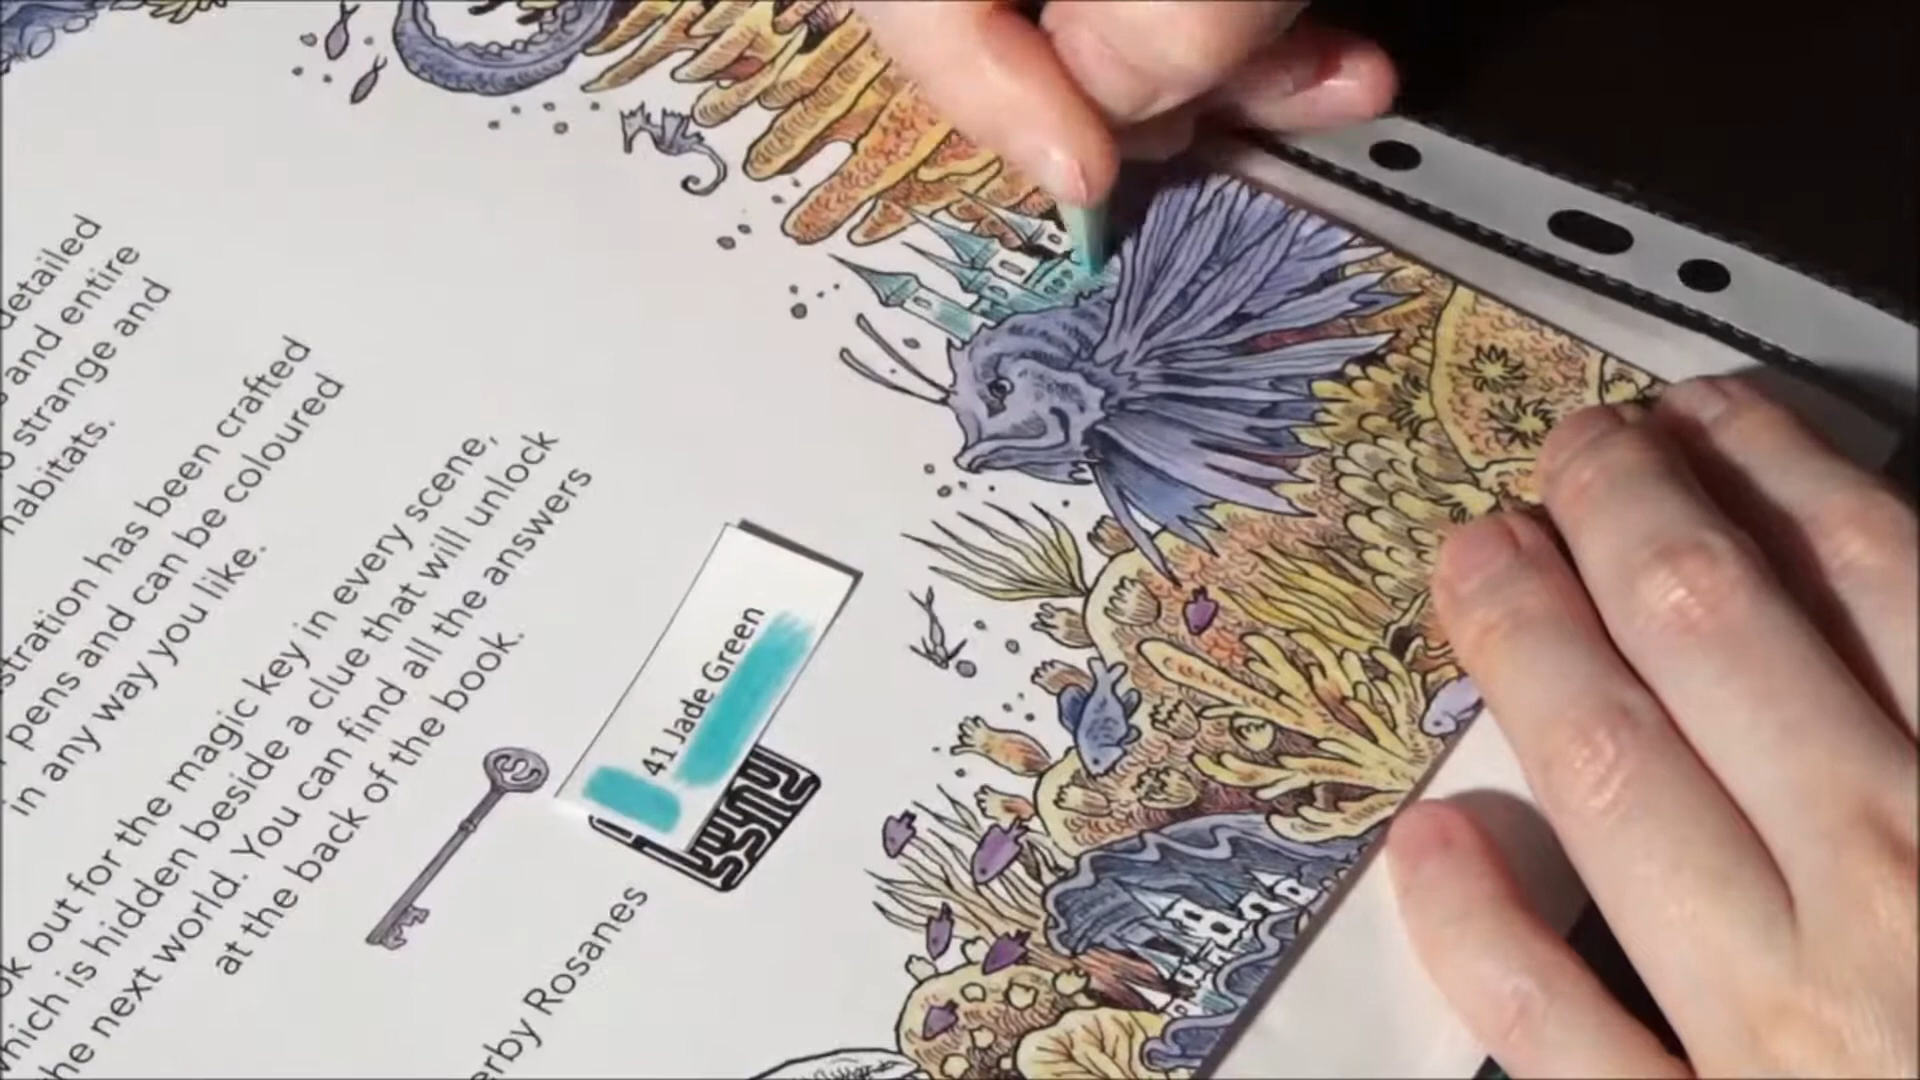 detailed
and entire
strange and
habitats.
has been crafted
pens and can be coloured
in any way you like.
out for the magic key in every scene,
which is hidden beside a clue that will unlock
the next world. You can find all the answers
at the back of the book.
41 Jade Green
Rosanes